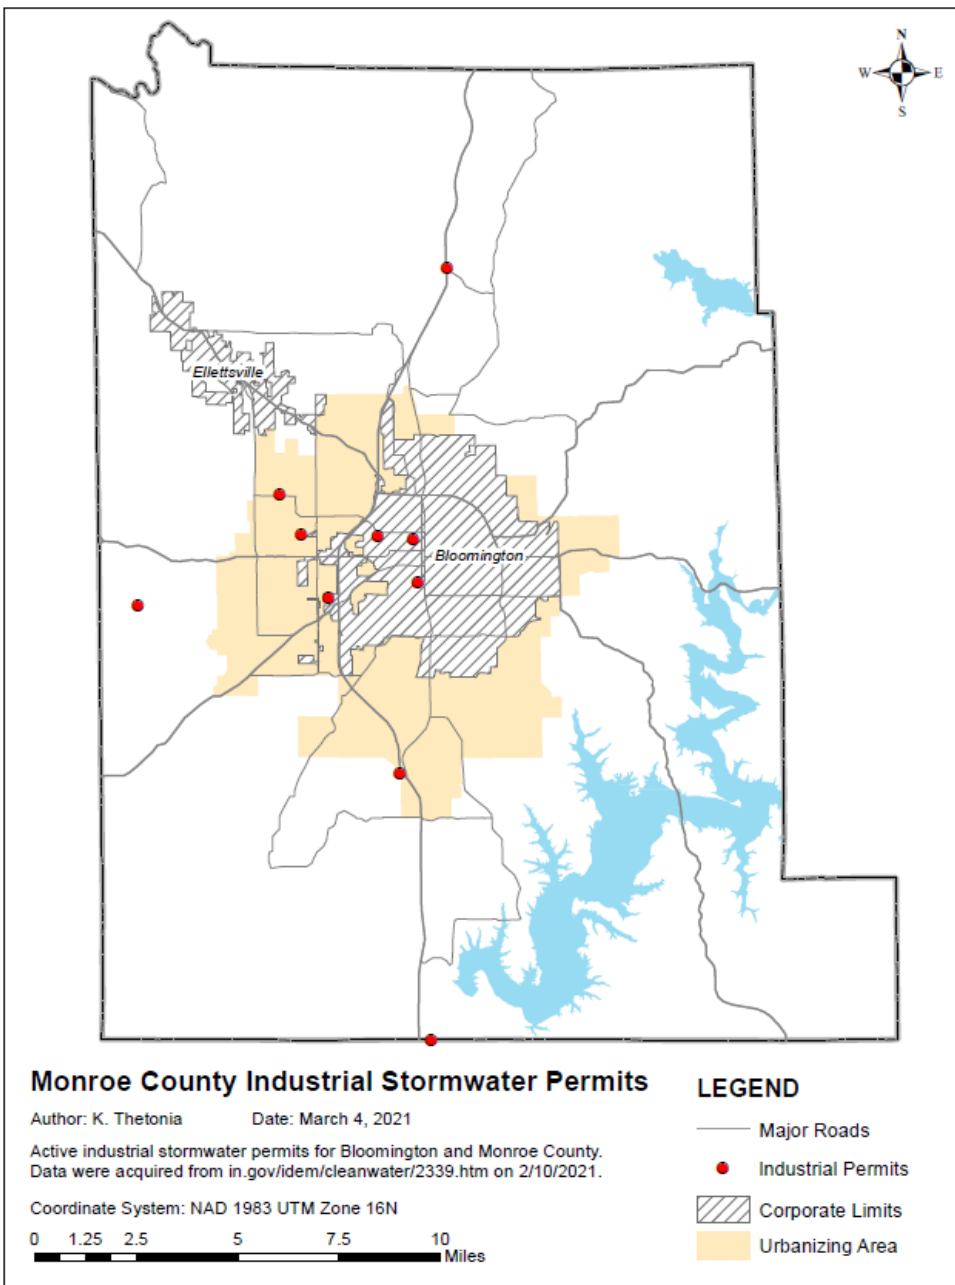 N
W E
S
Ellettsville
Bloomington
Monroe County Industrial Stormwater Permits
Author: K. Thetonia Date: March 4, 2021
Active industrial stormwater permits for Bloomington and Monroe County.
Data were acquired from in.gov/idem/cleanwater/2339.htm on 2/10/2021.
Coordinate System: NAD 1983 UTM Zone 16N
0 1.25 2.5 5 7.5 10
Miles
LEGEND
Major Roads
Industrial Permits
Corporate Limits
Urbanizing Area